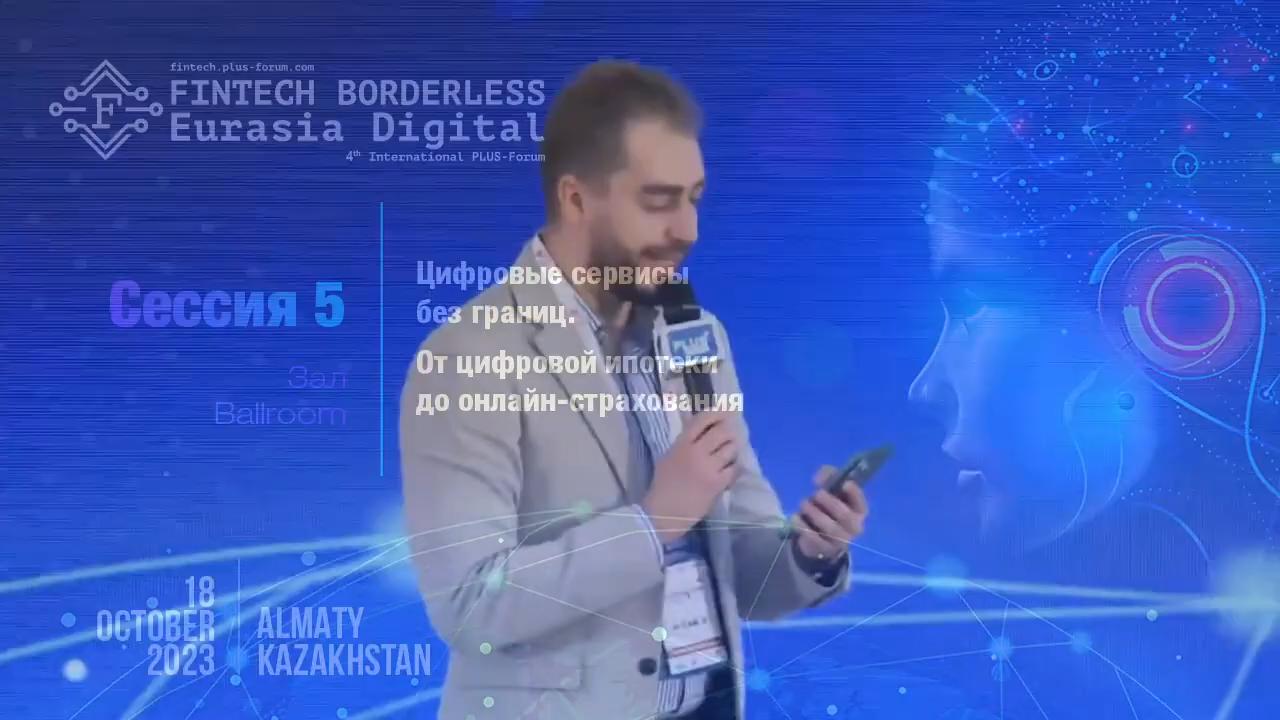 fintech.plus-forum.com
FINTECH BORDERLESS
Eurasia Digital
4th International PLUS-Forum
F
Сессия 5
Зал
Ballroom
Цифровые сервисы
без границ.
От цифровой ипотеки
до онлайн-страхования
18
OCTOBER
2023
ALMATY
KAZAKHSTAN